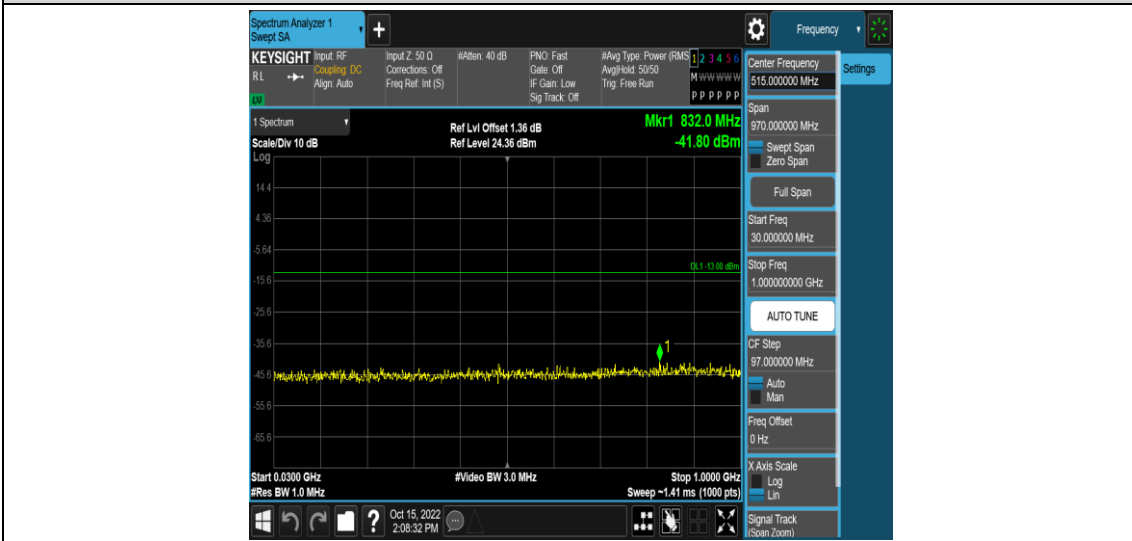 Spectrum Analyzer 1
Swept SA
+
Frequency
KEYSIGHT
R L
LXI
Input: RF
Coupling: DC
Align: Auto
Input Z: 50 Ω
Corrections: Off
Freq Ref: Int (S)
#Atten: 40 dB
PNO: Fast
Gate: Off
IF Gain: Low
Sig Track: Off
#Avg Type: Power (RMS
Avg|Hold: 50/50
Trig: Free Run
1 2 3 4 5 6
M W W W W W
P P P P P P
Center Frequency
515.000000 MHz
Settings
Span
970.000000 MHz
Swept Span
Zero Span
Full Span
Start Freq
30.000000 MHz
Stop Freq
1.000000000 GHz
AUTO TUNE
CF Step
97.000000 MHz
Auto
Man
Freq Offset
0 Hz
X Axis Scale
Log
Lin
Signal Track
(Span Zoom)
1 Spectrum
Scale/Div 10 dB
Log
Ref Lvl Offset 1.36 dB
Ref Level 24.36 dBm
Mkr1 832.0 MHz
-41.80 dBm
14.4
4.36
-5.64
DL1 -13.00 dBm
-15.6
-25.6
-35.6
1
-45.6
-55.6
-65.6
Start 0.0300 GHz
#Video BW 3.0 MHz
Stop 1.0000 GHz
#Res BW 1.0 MHz
Sweep ~1.41 ms (1000 pts)
?
Oct 15, 2022
2:08:32 PM